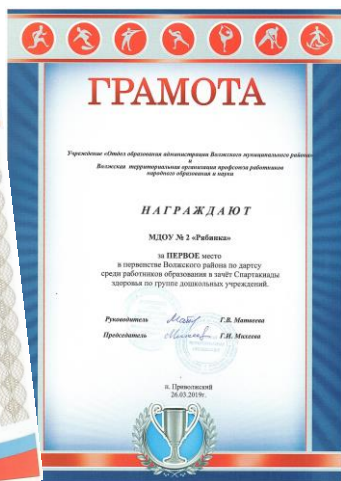 ГРАМОТА
Учреждение «Отдел образования администрации Волжского муниципального района»
и
Волжская территориальная организация профсоюза работников
народного образования и науки
НАГРАЖДАЮТ
МДОУ № 2 «Рябинка»
за ПЕРВОЕ место
в первенстве Волжского района по дартсу
среди работников образования в зачёт Спартакиады
здоровья по группе дошкольных учреждений.
Руководитель Г.В. Матвеева
Председатель Г.И. Михеева
п. Приволжский
26.03.2019г.